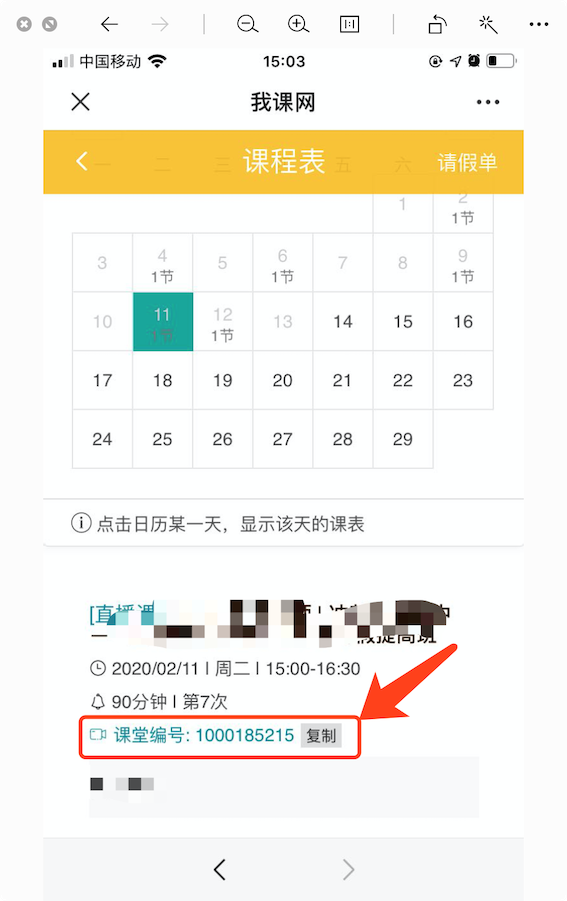 中国移动 15:03
我课网
课程表 请假单
一 二 三 五 六
1 2
1节
3 4 5 6 7 8 9
1节 1节 1节
10 11 12 13 14 15 16
1节 1节
17 18 19 20 21 22 23
24 25 26 27 28 29
点击日历某一天，显示该天的课表
[直播课
提高班
2020/02/11 | 周二 | 15:00-16:30
90分钟 | 第7次
课堂编号: 1000185215 复制